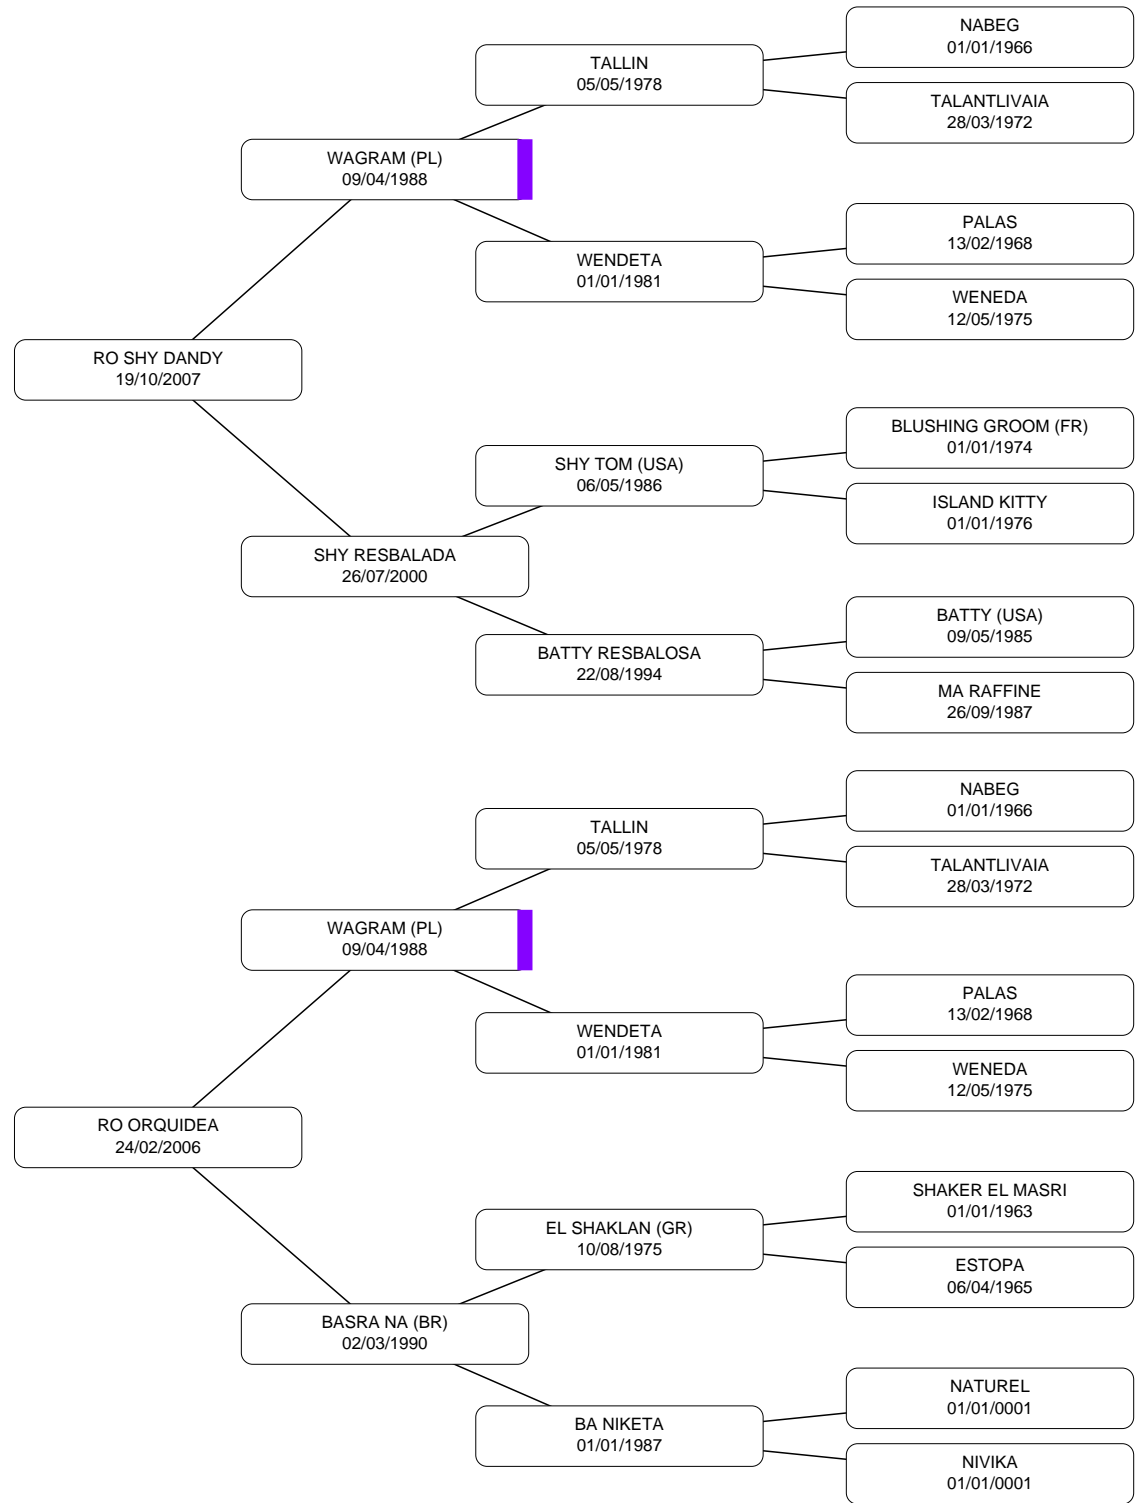 NABEG
01/01/1966
TALLIN
05/05/1978
TALANTLIVAIA
28/03/1972
WAGRAM (PL)
09/04/1988
PALAS
13/02/1968
WENDETA
01/01/1981
WENEDA
12/05/1975
RO SHY DANDY
19/10/2007
BLUSHING GROOM (FR)
01/01/1974
SHY TOM (USA)
06/05/1986
ISLAND KITTY
01/01/1976
SHY RESBALADA
26/07/2000
BATTY (USA)
09/05/1985
BATTY RESBALOSA
22/08/1994
MA RAFFINE
26/09/1987
NABEG
01/01/1966
TALLIN
05/05/1978
TALANTLIVAIA
28/03/1972
WAGRAM (PL)
09/04/1988
PALAS
13/02/1968
WENDETA
01/01/1981
WENEDA
12/05/1975
RO ORQUIDEA
24/02/2006
SHAKER EL MASRI
01/01/1963
EL SHAKLAN (GR)
10/08/1975
ESTOPA
06/04/1965
BASRA NA (BR)
02/03/1990
NATUREL
01/01/0001
BA NIKETA
01/01/1987
NIVIKA
01/01/0001